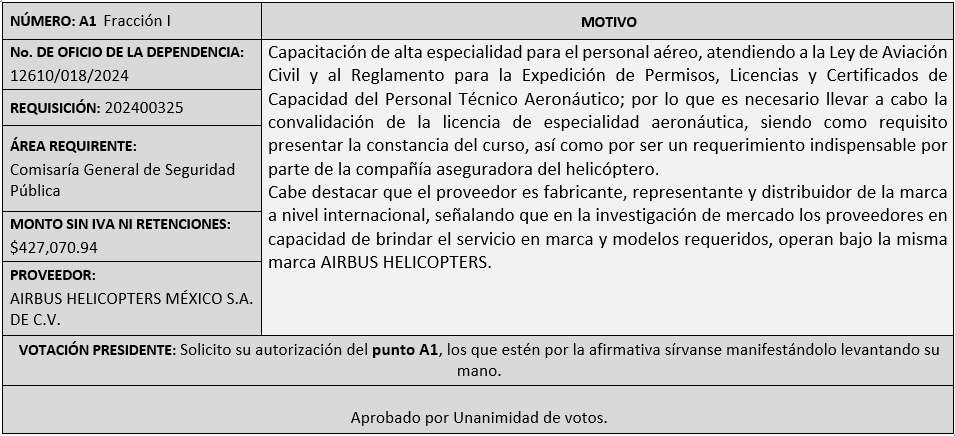 NÚMERO: A1 Fracción I
No. DE OFICIO DE LA DEPENDENCIA:
12610/018/2024
REQUISICIÓN: 202400325
ÁREA REQUIRENTE:
Comisaría General de Seguridad
Pública
MONTO SIN IVA NI RETENCIONES:
$427,070.94
PROVEEDOR:
AIRBUS HELICOPTERS MÉXICO S.A.
DE C.V.
MOTIVO
Capacitación de alta especialidad para el personal aéreo, atendiendo a la Ley de Aviación
Civil y al Reglamento para la Expedición de Permisos, Licencias y Certificados de
Capacidad del Personal Técnico Aeronáutico; por lo que es necesario llevar a cabo la
convalidación de la licencia de especialidad aeronáutica, siendo como requisito
presentar la constancia del curso, así como por ser un requerimiento indispensable por
parte de la compañía aseguradora del helicóptero.
Cabe destacar que el proveedor es fabricante, representante y distribuidor de la marca
a nivel internacional, señalando que en la investigación de mercado los proveedores en
capacidad de brindar el servicio en marca y modelos requeridos, operan bajo la misma
marca AIRBUS HELICOPTERS.
VOTACIÓN PRESIDENTE: Solicito su autorización del punto A1, los que estén por la afirmativa sírvanse manifestándolo levantando su
mano.
Aprobado por Unanimidad de votos.